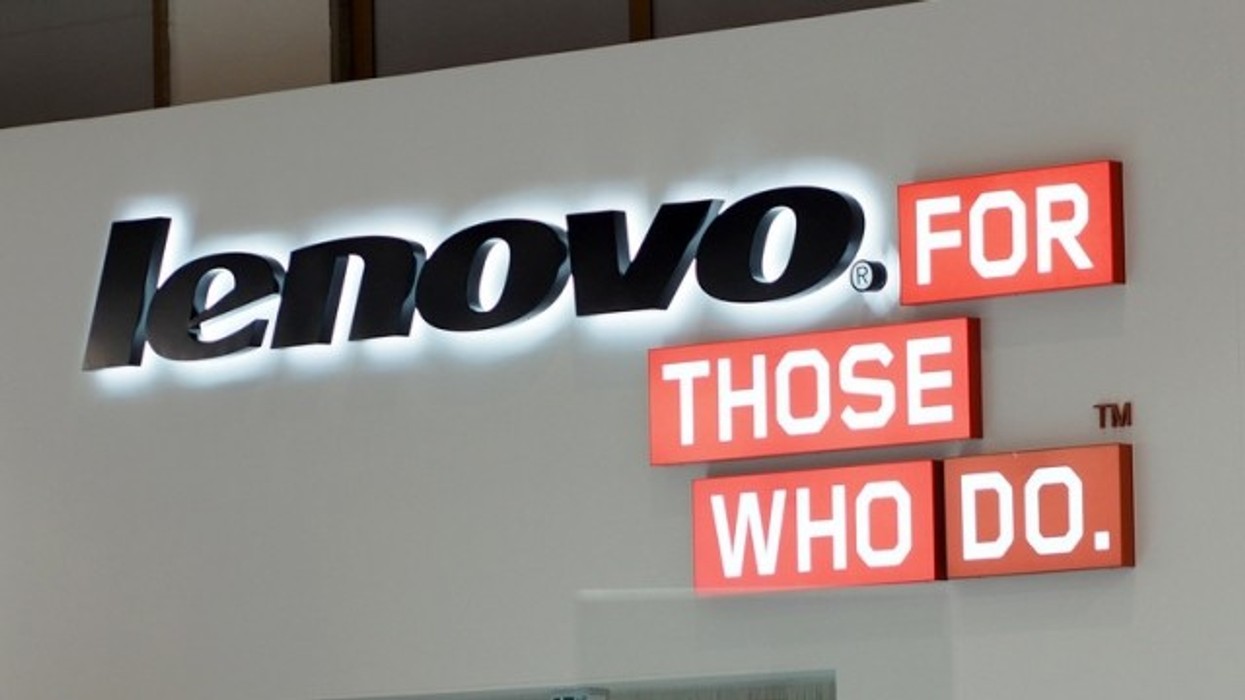 lenovo® FOR
THOSE
TM
WHO DO.